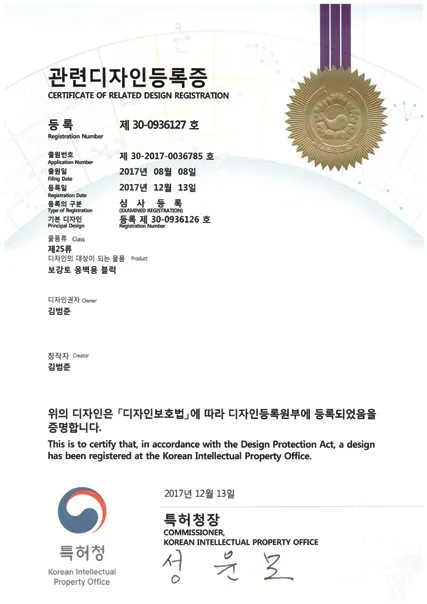 관련디자인등록증
CERTIFICATE OF RELATED DESIGN REGISTRATION
등 록 제 30-0936127 호
Registration Number
출원번호 제 30-2017-0036785 호
Application Number
출원일 2017년 08월 08일
Filing Date
등록일 2017년 12월 13일
Registration Date
등록의 구분 심 사 등 록
Type of Registration (EXAMINED REGISTRATION)
기본 디자인 등록 제 30-0936126 호
Principal Design Registration Number
물품류 Class
제25류
디자인의 대상이 되는 물품 Product
보강토 옹벽용 블럭
디자인권자 Owner
김범준
창작자 Creator
김범준
위의 디자인은 「디자인보호법」에 따라 디자인등록원부에 등록되었음을
증명합니다.
This is to certify that, in accordance with the Design Protection Act, a design
has been registered at the Korean Intellectual Property Office.
2017년 12월 13일
특허청장
COMMISSIONER,
KOREAN INTELLECTUAL PROPERTY OFFICE
성 윤 모
특허청
Korean Intellectual
Property Office